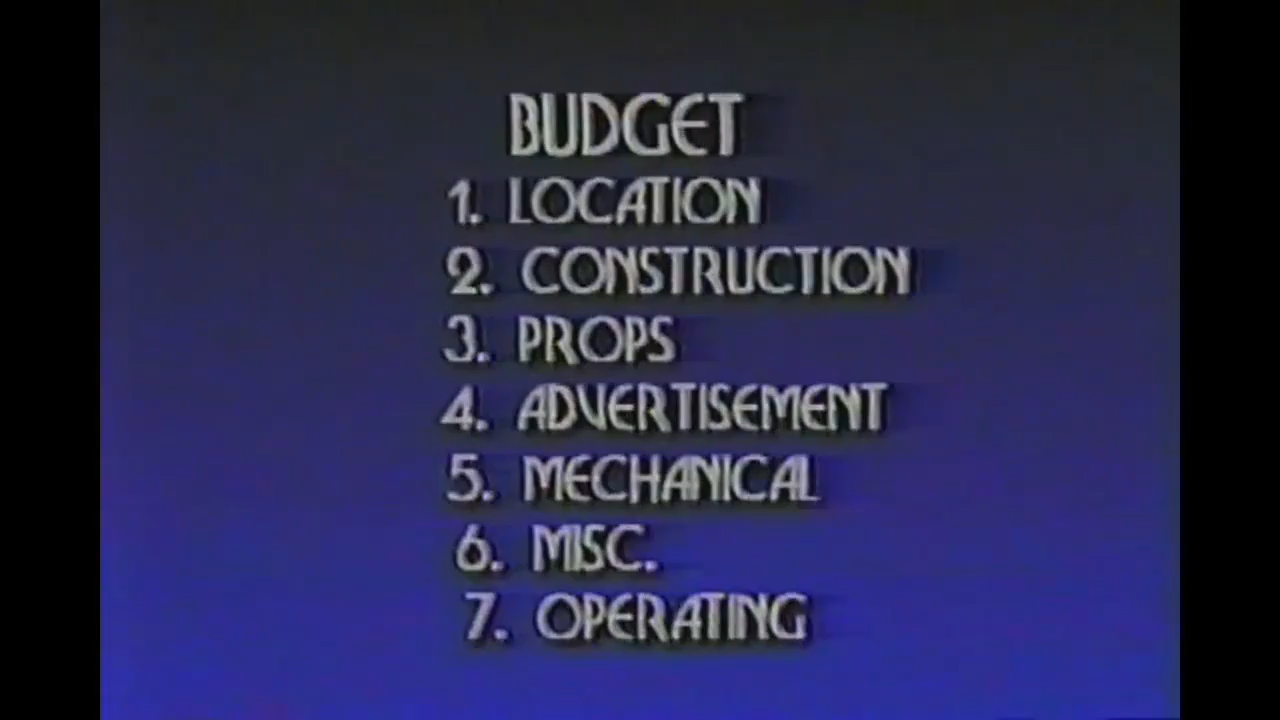 BUDGET
1. LOCATION
2. CONSTRUCTION
3. PROPS
4. ADVERTISEMENT
5. MECHANICAL
6. MISC.
7. OPERATING